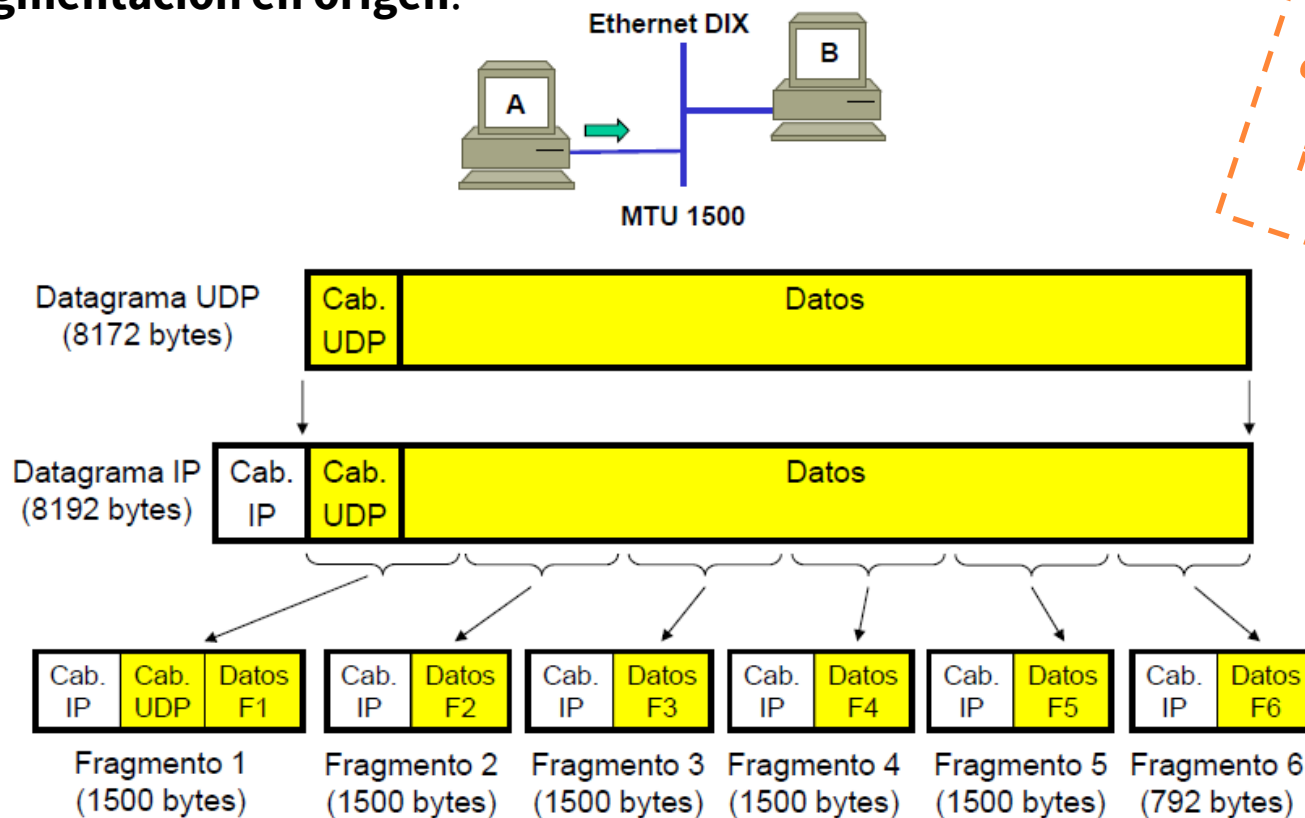 gmentación en origen.
Ethernet DIX
A
B
MTU 1500
Datagrama UDP
(8172 bytes)
Cab.
UDP
Datos
Datagrama IP
(8192 bytes)
Cab.
IP
Cab.
UDP
Datos
Cab.
IP
Cab.
UDP
Datos
F1
Cab.
IP
Datos
F2
Cab.
IP
Datos
F3
Cab.
IP
Datos
F4
Cab.
IP
Datos
F5
Cab.
IP
Datos
F6
Fragmento 1
(1500 bytes)
Fragmento 2
(1500 bytes)
Fragmento 3
(1500 bytes)
Fragmento 4
(1500 bytes)
Fragmento 5
(1500 bytes)
Fragmento 6
(792 bytes)